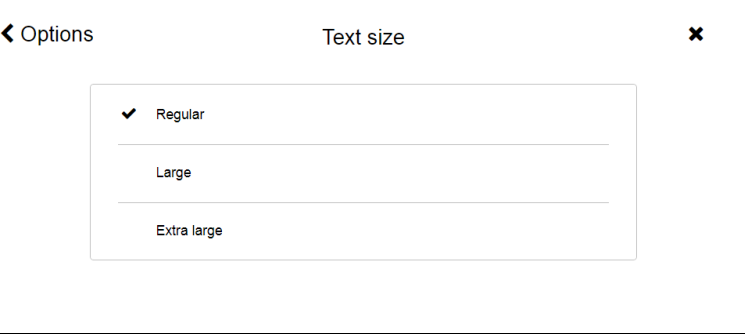 Options
Text size
Regular
Large
Extra large